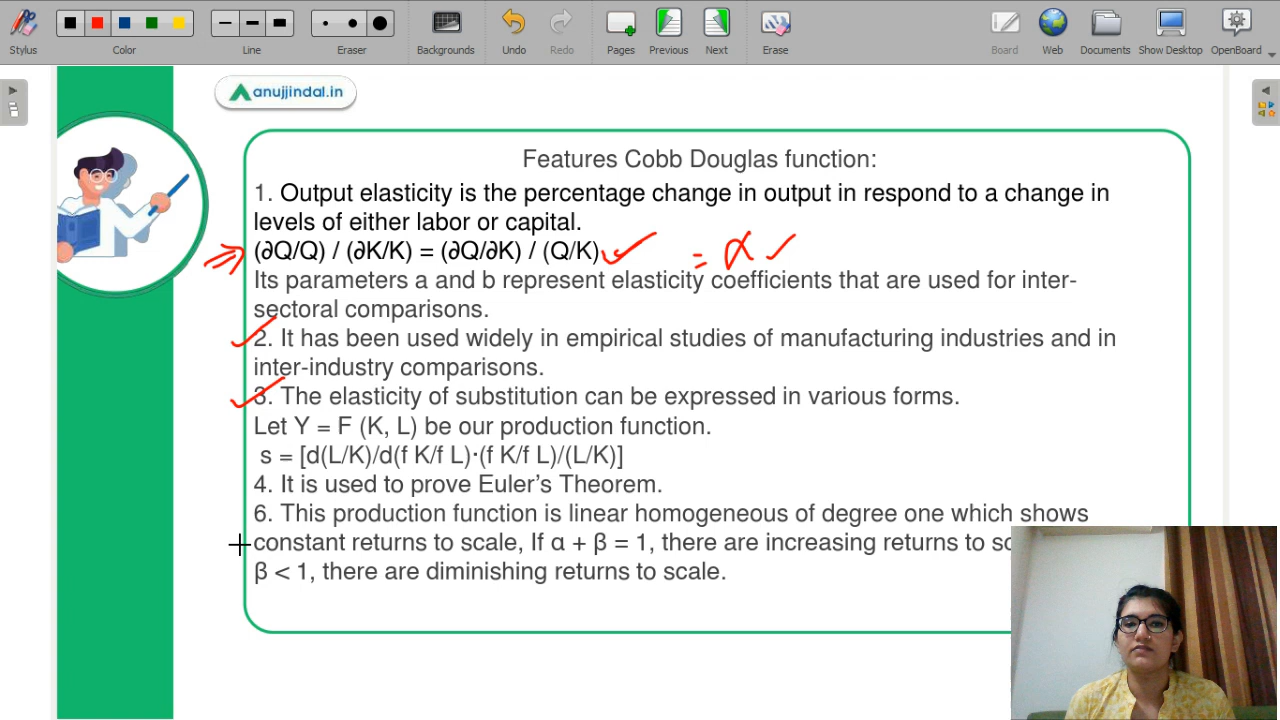 Stylus
Color
Line
Eraser
Backgrounds
Undo
Redo
Pages
Previous
Next
Erase
Board
Web
Documents
Show Desktop
OpenBoard
anujjindal.in
Features Cobb Douglas function:
1. Output elasticity is the percentage change in output in respond to a change in
levels of either labor or capital.
(∂Q/Q) / (∂K/K) = (∂Q/∂K) / (Q/K) = α
Its parameters a and b represent elasticity coefficients that are used for inter-
sectoral comparisons.
2. It has been used widely in empirical studies of manufacturing industries and in
inter-industry comparisons.
3. The elasticity of substitution can be expressed in various forms.
Let Y = F (K, L) be our production function.
s = [d(L/K)/d(f K/f L)·(f K/f L)/(L/K)]
4. It is used to prove Euler’s Theorem.
6. This production function is linear homogeneous of degree one which shows
constant returns to scale, If α + β = 1, there are increasing returns to
β < 1, there are diminishing returns to scale.